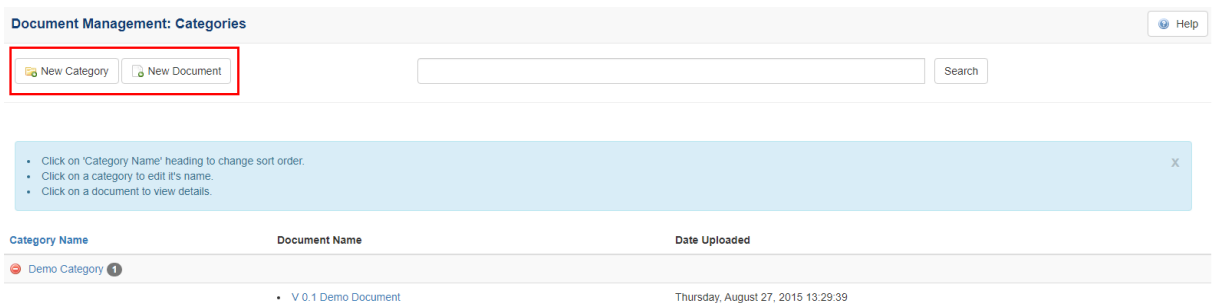 Document Management: Categories Help
New Category New Document Search
Click on 'Category Name' heading to change sort order. x
Click on a category to edit it's name.
Click on a document to view details.
Category Name Document Name Date Uploaded
Demo Category 1
V 0.1 Demo Document Thursday, August 27, 2015 13:29:39